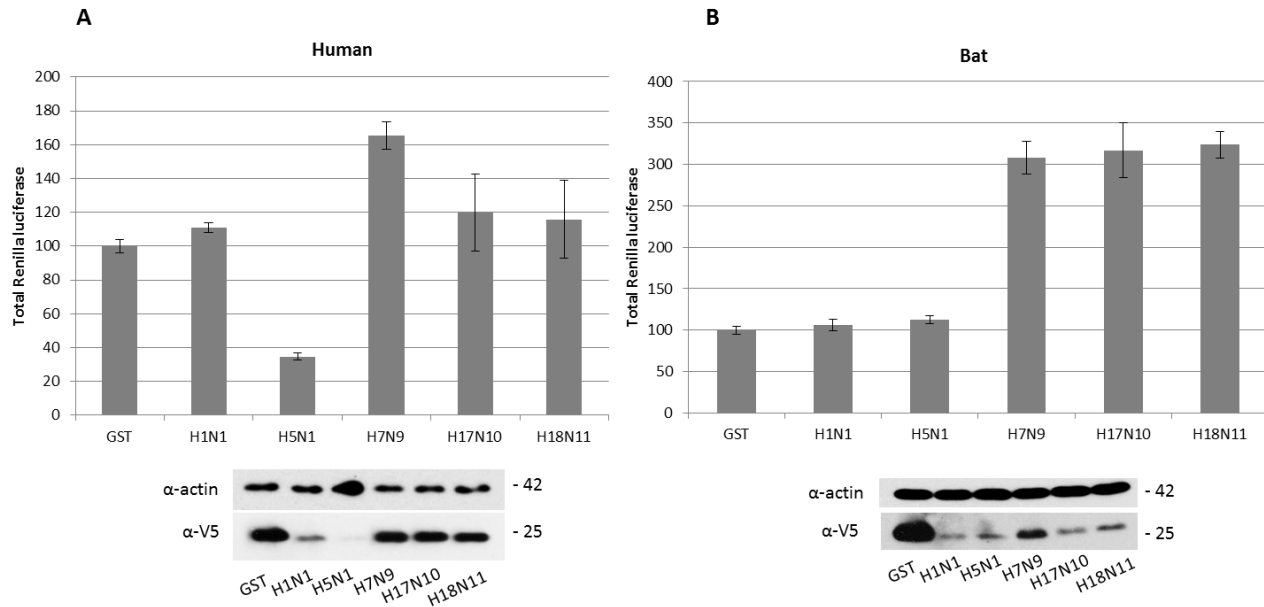 A
Human
Total Renilla luciferase
200
180
160
140
120
100
80
60
40
20
0
GST H1N1 H5N1 H7N9 H17N10 H18N11
α-actin - 42
α-V5 - 25
GST H1N1 H5N1 H7N9 H17N10 H18N11
B
Bat
Total Renilla luciferase
400
350
300
250
200
150
100
50
0
GST H1N1 H5N1 H7N9 H17N10 H18N11
α-actin - 42
α-V5 - 25
GST H1N1 H5N1 H7N9 H17N10 H18N11